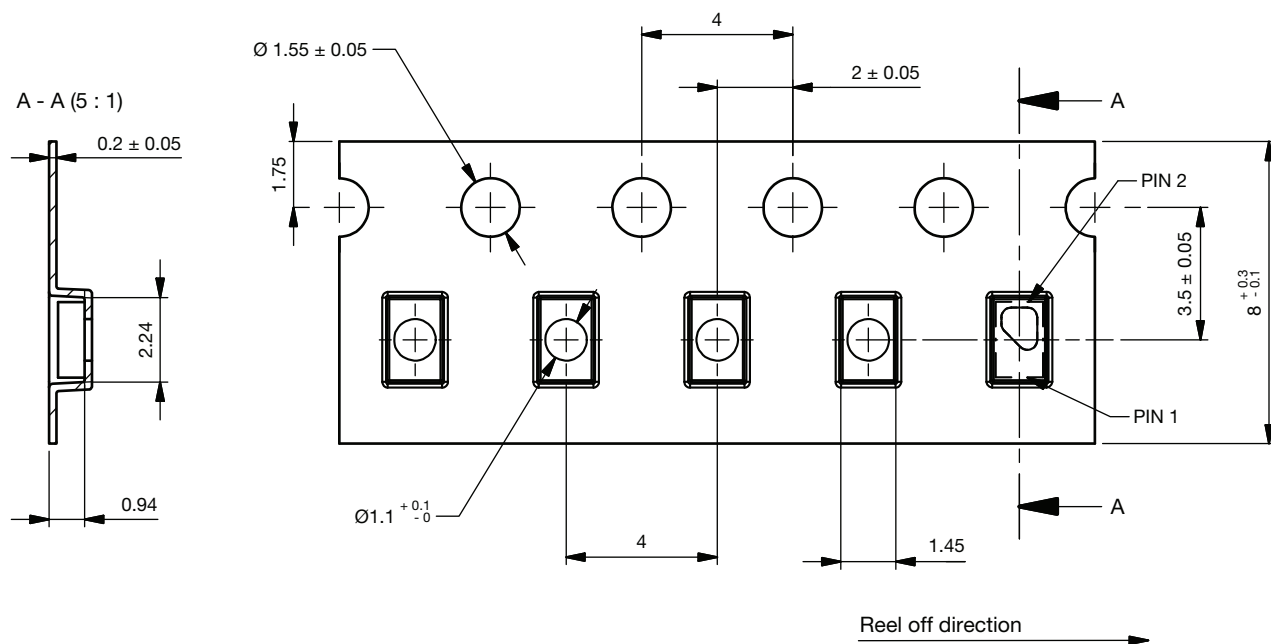 4
Ø 1.55 ± 0.05
2 ± 0.05
A - A (5 : 1)
A
0.2 ± 0.05
1.75
PIN 2
3.5 ± 0.05
8 +0.3 -0.1
2.24
PIN 1
0.94
Ø1.1 +0.1 -0
A
4
1.45
Reel off direction